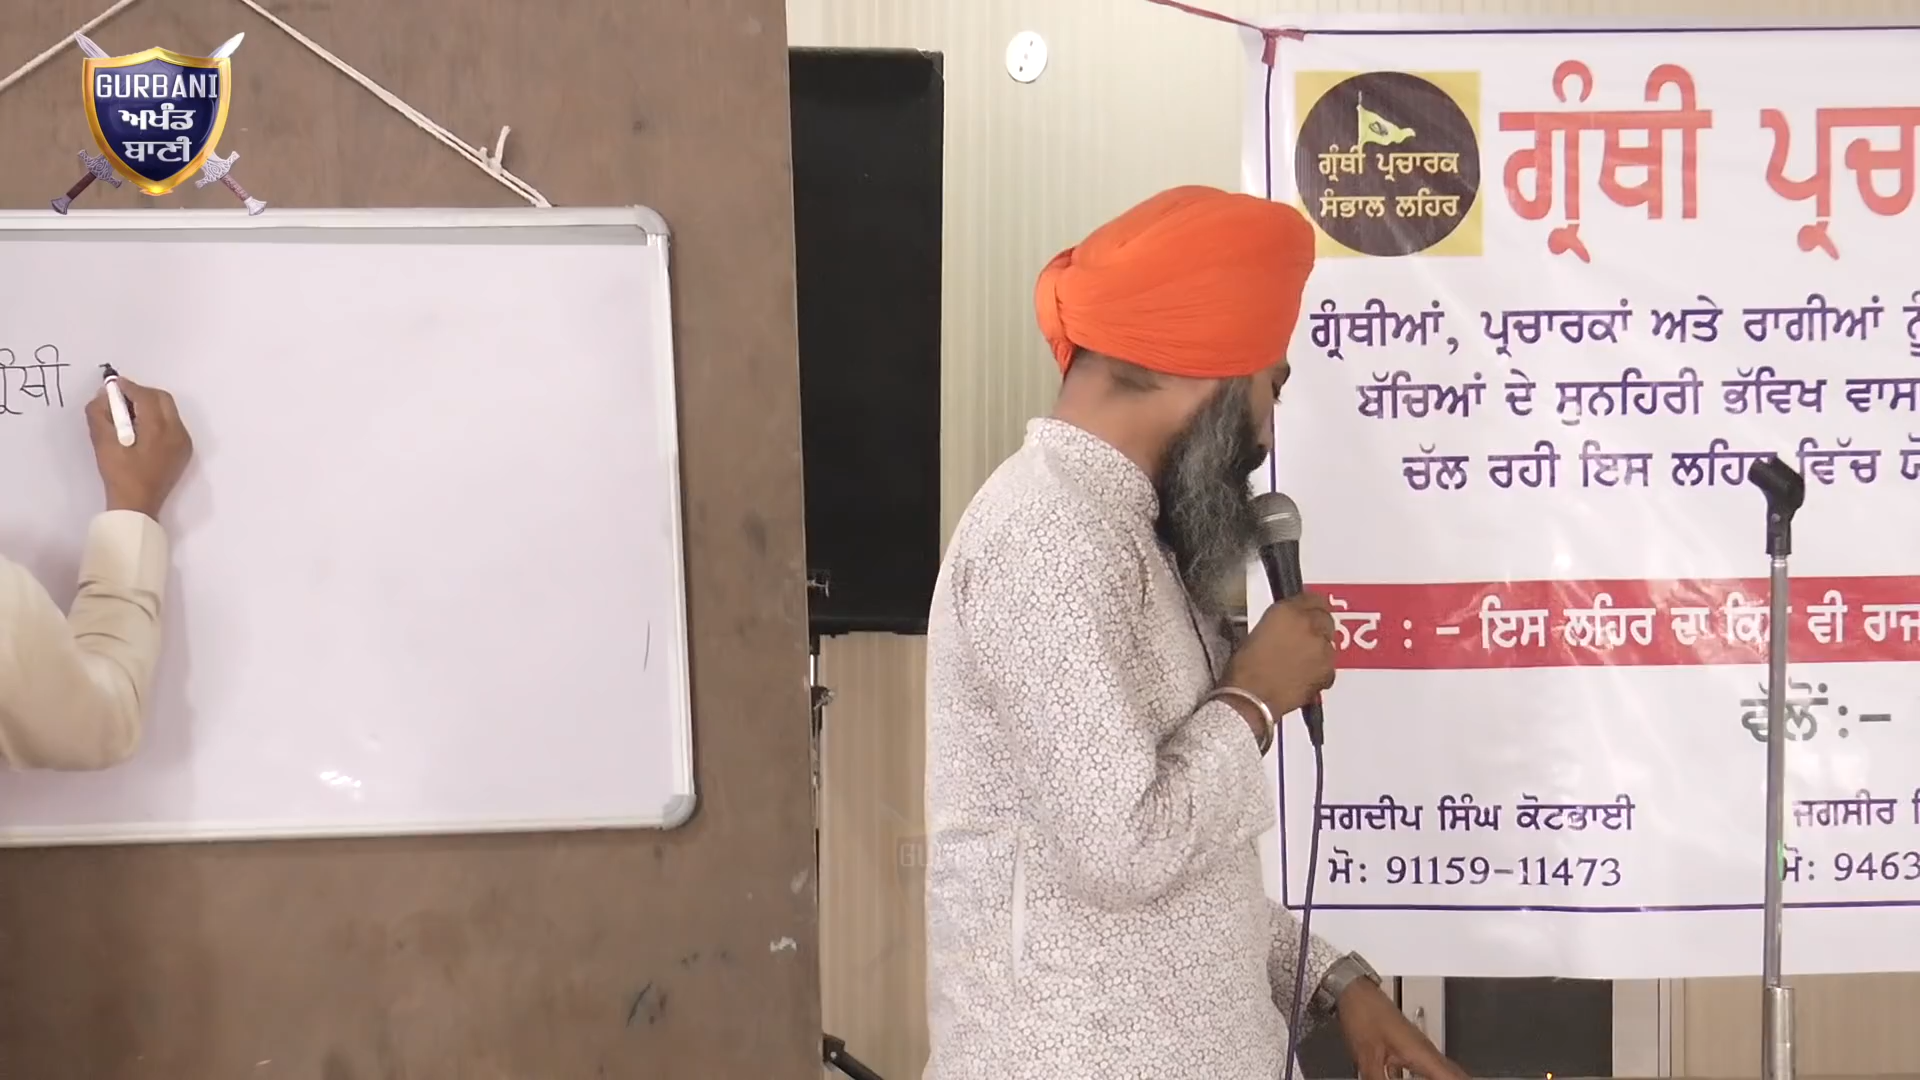 GURBANI
ਅਖੰਡ
ਬਾਣੀ
ਗ੍ਰੰਥੀ ਪ੍ਰਚਾਰਕ
ਸੰਭਾਲ ਲਹਿਰ
ਗ੍ਰੰਥੀ ਪ੍ਰਚ
ਗ੍ਰੰਥੀਆਂ, ਪ੍ਰਚਾਰਕਾਂ ਅਤੇ ਰਾਗੀਆਂ ਨੂੰ
ਬੱਚਿਆਂ ਦੇ ਸੁਨਹਿਰੀ ਭੱਵਿਖ ਵਾਸ
ਚੱਲ ਰਹੀ ਇਸ ਲਹਿਰ ਵਿੱਚ
ਨੋਟ : - ਇਸ ਲਹਿਰ ਦਾ ਵੀ ਰਾਜ
ਵੱਲੋਂ :-
ਜਗਦੀਪ ਸਿੰਘ ਕੋਟਭਾਈ
ਜਗਸੀਰ
ਮੋ: 91159-11473
ਮੋ: 9463